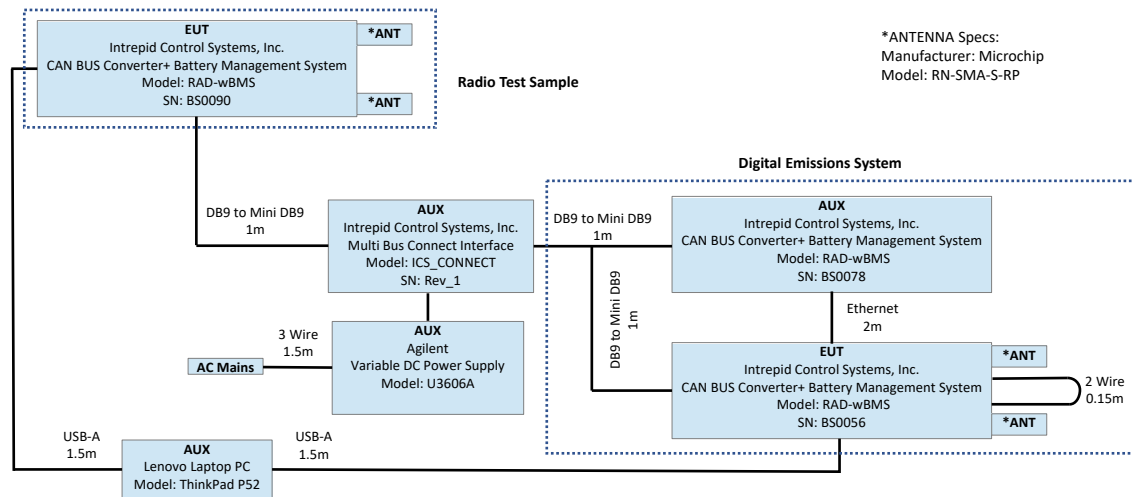 EUT
Intrepid Control Systems, Inc.
CAN BUS Converter+ Battery Management System
Model: RAD-wBMS
SN: BS0090
*ANT
*ANT
Radio Test Sample
*ANTENNA Specs:
Manufacturer: Microchip
Model: RN-SMA-S-RP
Digital Emissions System
DB9 to Mini DB9
1m
AUX
Intrepid Control Systems, Inc.
Multi Bus Connect Interface
Model: ICS_CONNECT
SN: Rev_1
DB9 to Mini DB9
1m
AUX
Intrepid Control Systems, Inc.
CAN BUS Converter+ Battery Management System
Model: RAD-wBMS
SN: BS0078
DB9 to Mini DB9
1m
Ethernet
2m
3 Wire
1.5m
AC Mains
AUX
Agilent
Variable DC Power Supply
Model: U3606A
EUT
Intrepid Control Systems, Inc.
CAN BUS Converter+ Battery Management System
Model: RAD-wBMS
SN: BS0056
*ANT
*ANT
2 Wire
0.15m
USB-A
1.5m
AUX
Lenovo Laptop PC
Model: ThinkPad P52
USB-A
1.5m